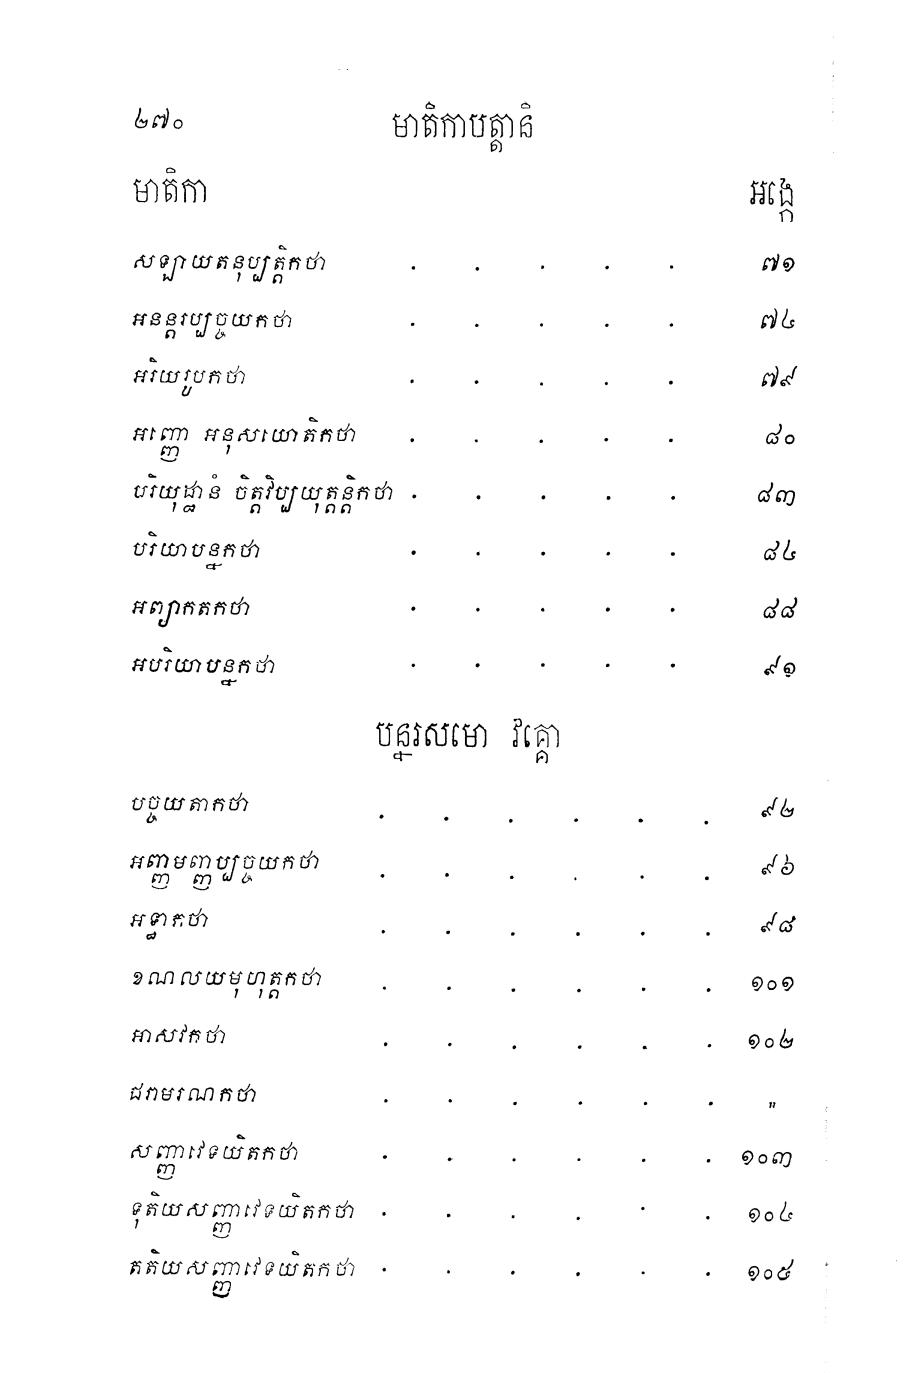 ២៧០ មាតិកាបត្តានិ
មាតិកា អង្កេ
សឡាយតនុប្បត្តិកថា . . . . . ៧១
អនន្តរប្បច្ចយកថា . . . . . ៧៤
អរិយរូបកថា . . . . . ៧៩
អញ្ញោ អនុសយោតិកថា . . . . . ៨០
បរិយុដ្ឋានំ ចិត្តវិប្បយុត្តន្តិកថា . . . . . ៨៣
បរិយាបន្នកថា . . . . . ៨៤
អព្យាកតកថា . . . . . ៨៨
អបរិយាបន្នកថា . . . . . ៩១
បន្នរសមោ វគ្គោ
បច្ចយតាកថា . . . . . . ៩២
អញ្ញមញ្ញប្បច្ចយកថា . . . . . . ៩៦
អទ្ធាកថា . . . . . . ៩៨
ខណលយមុហុត្តកថា . . . . . . ១០១
អាសវកថា . . . . . . ១០២
ជរាមរណកថា . . . . . . "
សញ្ញាវេទយិតកថា . . . . . . ១០៣
ទុតិយសញ្ញាវេទយិតកថា . . . . . . ១០៤
តតិយសញ្ញាវេទយិតកថា . . . . . . ១០៥